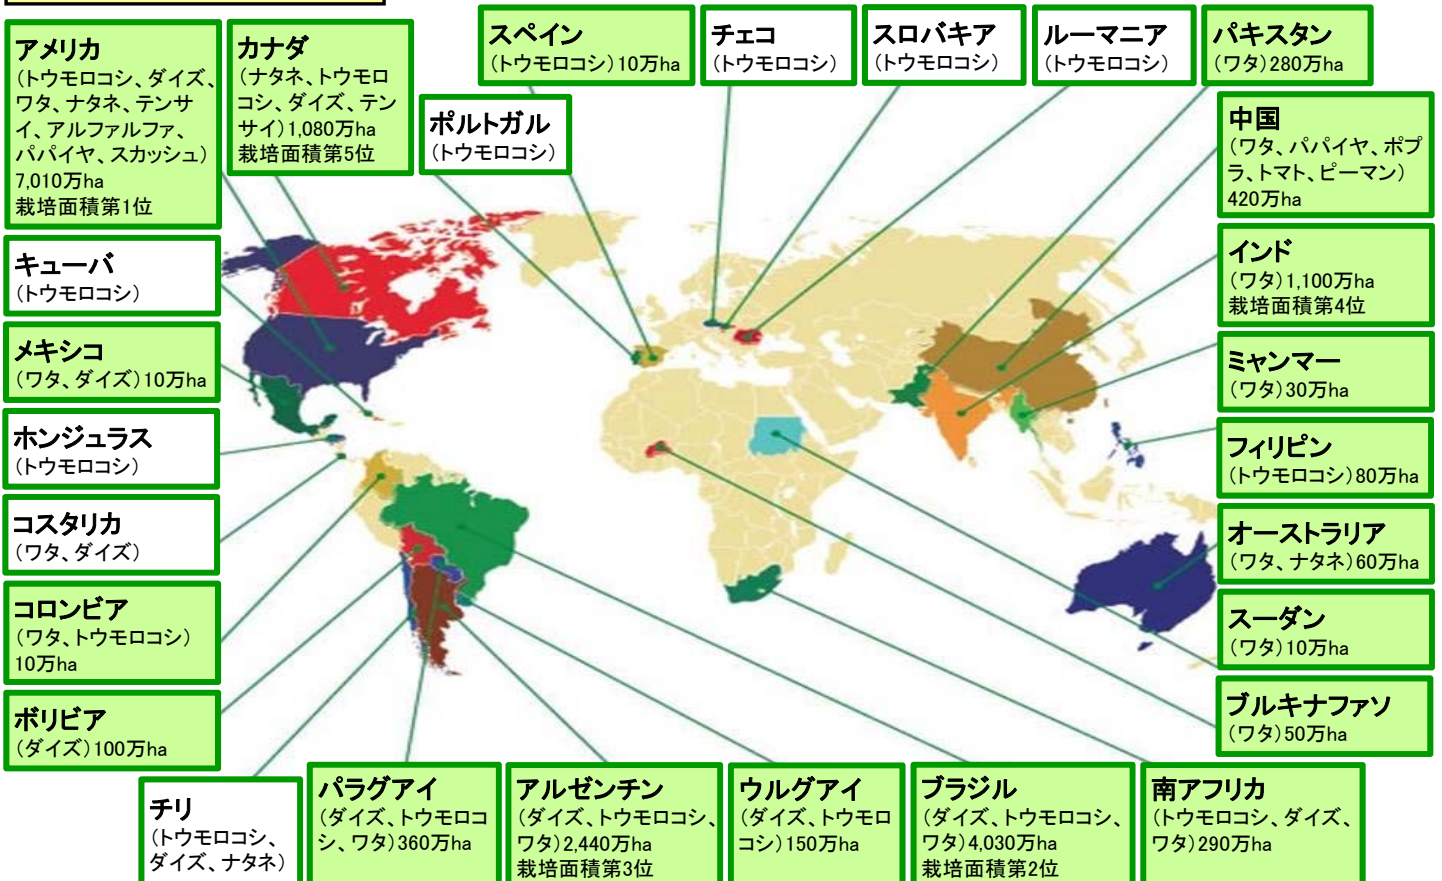 アメリカ
(トウモロコシ、ダイズ、
ワタ、ナタネ、テンサ
イ、アルファルファ、
パパイヤ、スカッシュ)
7,010万ha
栽培面積第1位
カナダ
(ナタネ、トウモロ
コシ、ダイズ、テン
サイ)1,080万ha
栽培面積第5位
ポルトガル
(トウモロコシ)
スペイン
(トウモロコシ)10万ha
チェコ
(トウモロコシ)
スロバキア
(トウモロコシ)
ルーマニア
(トウモロコシ)
パキスタン
(ワタ)280万ha
中国
(ワタ、パパイヤ、ポプ
ラ、トマト、ピーマン)
420万ha
キューバ
(トウモロコシ)
インド
(ワタ)1,100万ha
栽培面積第4位
メキシコ
(ワタ、ダイズ)10万ha
ミャンマー
(ワタ)30万ha
ホンジュラス
(トウモロコシ)
フィリピン
(トウモロコシ)80万ha
コスタリカ
(ワタ、ダイズ)
オーストラリア
(ワタ、ナタネ)60万ha
コロンビア
(ワタ、トウモロコシ)
10万ha
スーダン
(ワタ)10万ha
ボリビア
(ダイズ)100万ha
ブルキナファソ
(ワタ)50万ha
チリ
(トウモロコシ、
ダイズ、ナタネ)
パラグアイ
(ダイズ、トウモロコ
シ、ワタ)360万ha
アルゼンチン
(ダイズ、トウモロコシ、
ワタ)2,440万ha
栽培面積第3位
ウルグアイ
(ダイズ、トウモロ
コシ)150万ha
ブラジル
(ダイズ、トウモロコシ、
ワタ)4,030万ha
栽培面積第2位
南アフリカ
(トウモロコシ、ダイズ、
ワタ)290万ha